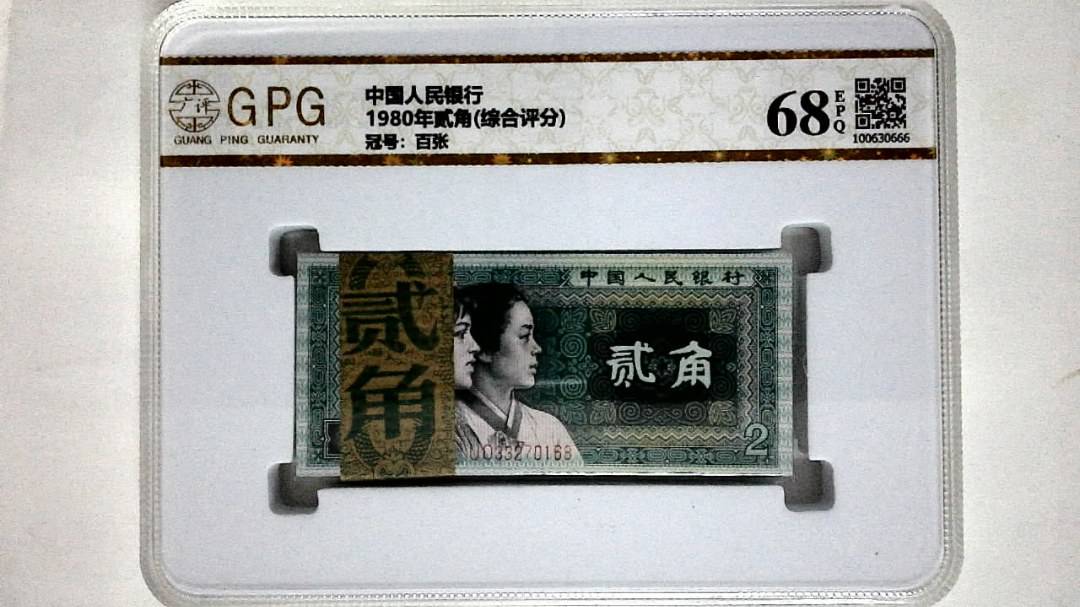 广评
GPG
GUANG PING GUARANTY
中国人民银行
1980年贰角(综合评分)
冠号：百张
68
EPQ
100630666
中国人民银行
贰角
贰角
2